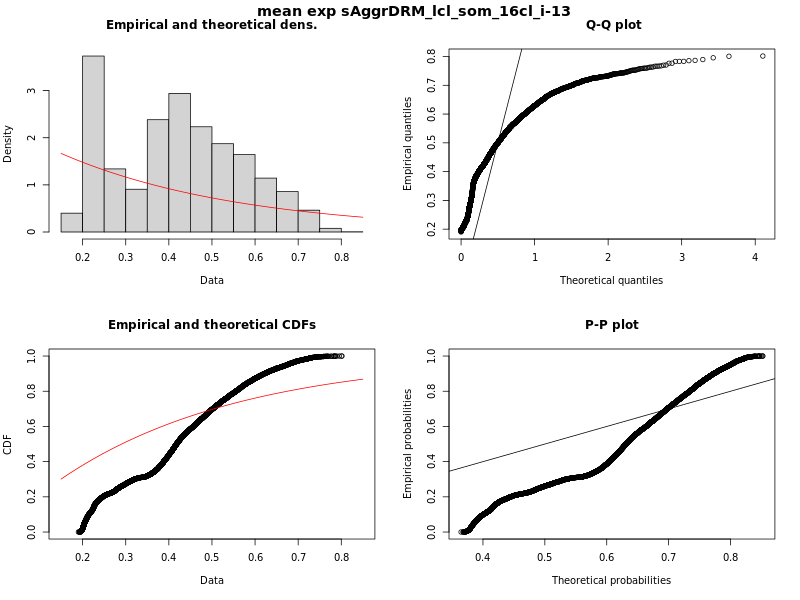 mean exp sAggrDRM_lcl_som_16cl_i-13
Empirical and theoretical dens.
Density
0 1 2 3
0.2 0.3 0.4 0.5 0.6 0.7 0.8
Data
Q-Q plot
Empirical quantiles
0.2 0.3 0.4 0.5 0.6 0.7 0.8
0 1 2 3 4
Theoretical quantiles
Empirical and theoretical CDFs
CDF
0.0 0.2 0.4 0.6 0.8 1.0
0.2 0.3 0.4 0.5 0.6 0.7 0.8
Data
P-P plot
Empirical probabilities
0.0 0.2 0.4 0.6 0.8 1.0
0.4 0.5 0.6 0.7 0.8
Theoretical probabilities